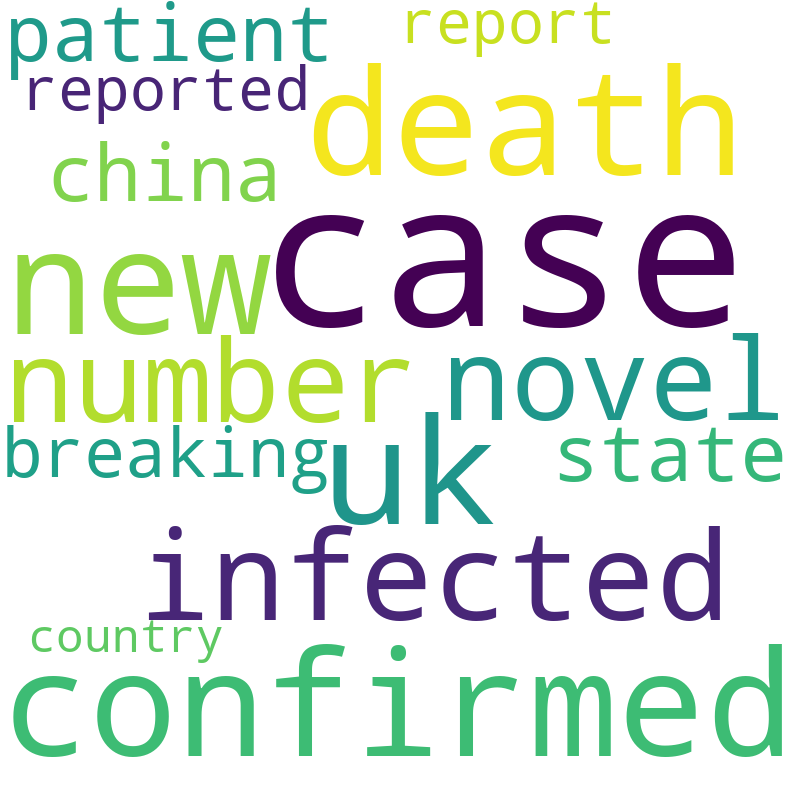 patient report
reported death
china
case
new
number novel
breaking uk state
infected
country
confirmed